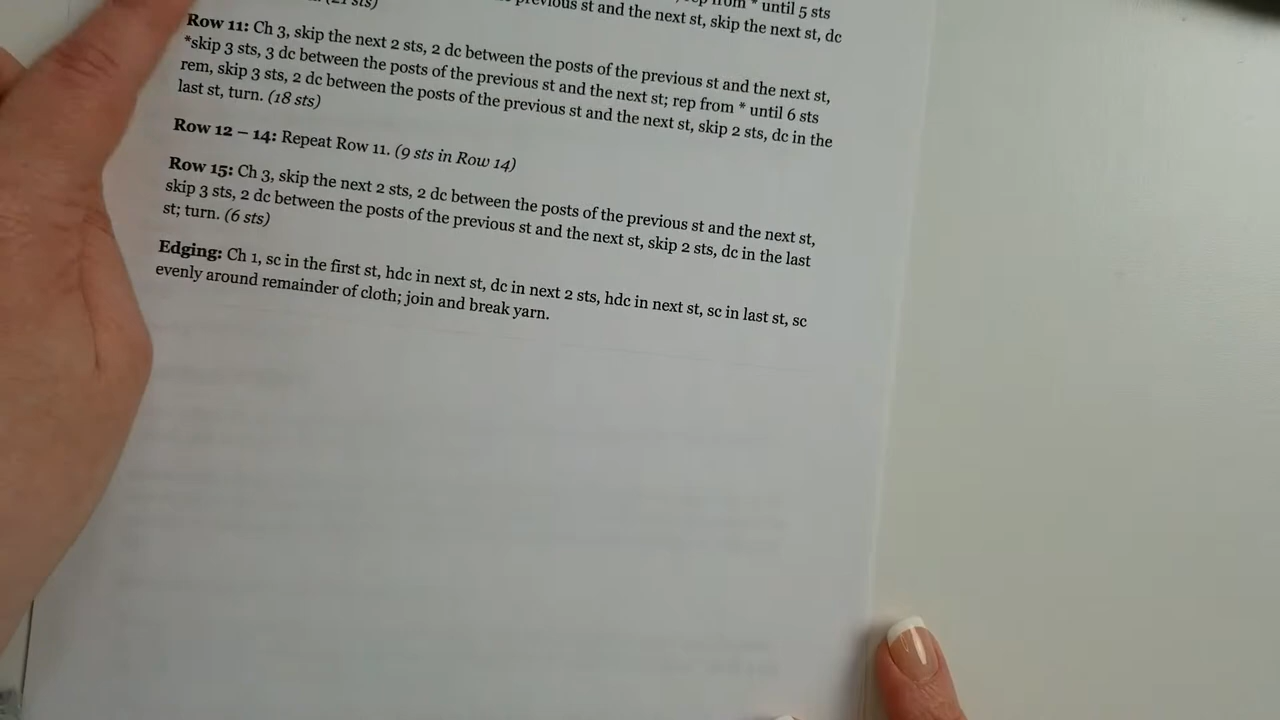 rep from * until 5 sts
previous st and the next st, skip the next st, dc
(21 sts)
Row 11: Ch 3, skip the next 2 sts, 2 dc between the posts of the previous st and the next st,
*skip 3 sts, 3 dc between the posts of the previous st and the next st; rep from * until 6 sts
rem, skip 3 sts, 2 dc between the posts of the previous st and the next st, skip 2 sts, dc in the
last st, turn. (18 sts)
Row 12 – 14: Repeat Row 11. (9 sts in Row 14)
Row 15: Ch 3, skip the next 2 sts, 2 dc between the posts of the previous st and the next st,
skip 3 sts, 2 dc between the posts of the previous st and the next st, skip 2 sts, dc in the last
st; turn. (6 sts)
Edging: Ch 1, sc in the first st, hdc in next st, dc in next 2 sts, hdc in next st, sc in last st, sc
evenly around remainder of cloth; join and break yarn.